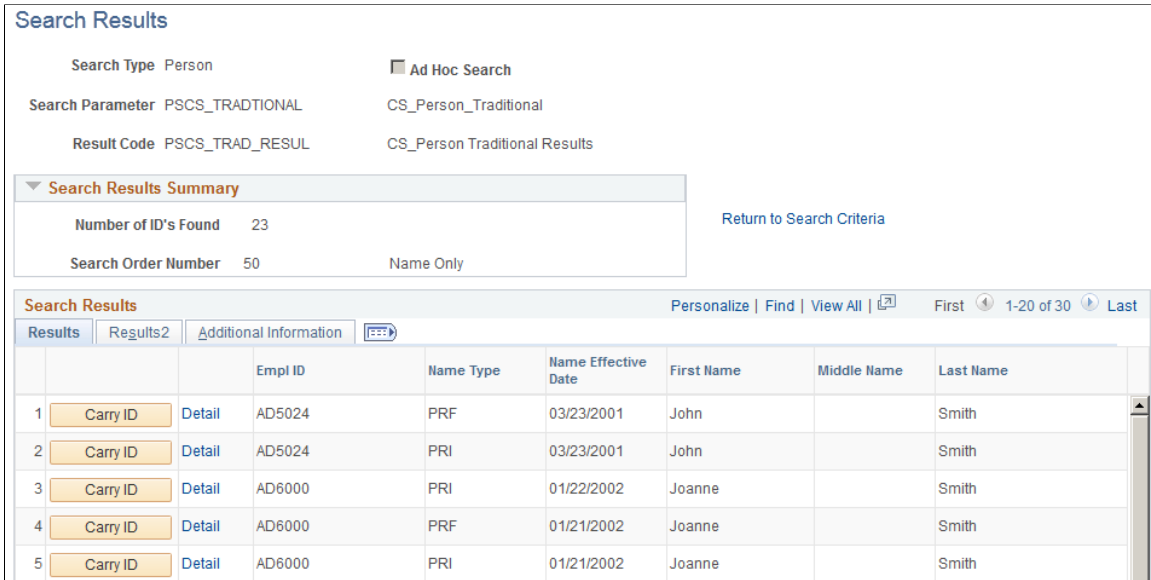 Search Results
Search Type Person Ad Hoc Search
Search Parameter PSCS_TRADTIONAL CS_Person_Traditional
Result Code PSCS_TRAD_RESUL CS_Person Traditional Results
Search Results Summary
Number of ID's Found 23
Return to Search Criteria
Search Order Number 50 Name Only
Search Results Personalize | Find | View All | First 1-20 of 30 Last
Results Results2 Additional Information
Empl ID Name Type Name Effective Date First Name Middle Name Last Name
1 Carry ID Detail AD5024 PRF 03/23/2001 John Smith
2 Carry ID Detail AD5024 PRI 03/23/2001 John Smith
3 Carry ID Detail AD6000 PRI 01/22/2002 Joanne Smith
4 Carry ID Detail AD6000 PRF 01/21/2002 Joanne Smith
5 Carry ID Detail AD6000 PRI 01/21/2002 Joanne Smith